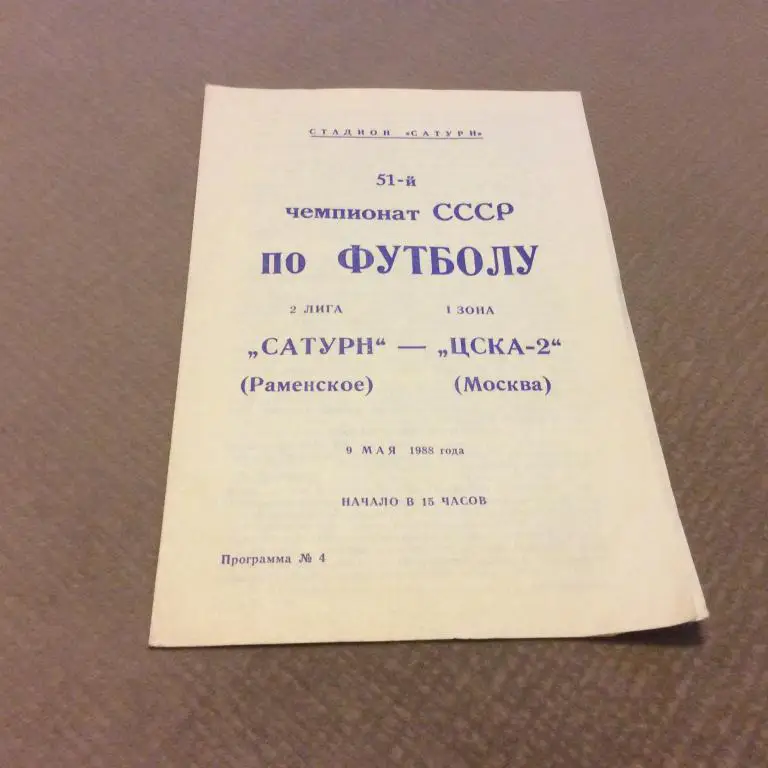 СТАДИОН «САТУРН»
51-й
чемпионат СССР
по ФУТБОЛУ
2 ЛИГА 1 ЗОНА
„САТУРН“ — „ЦСКА-2“
(Раменское) (Москва)
9 МАЯ 1988 года
НАЧАЛО В 15 ЧАСОВ
Программа № 4